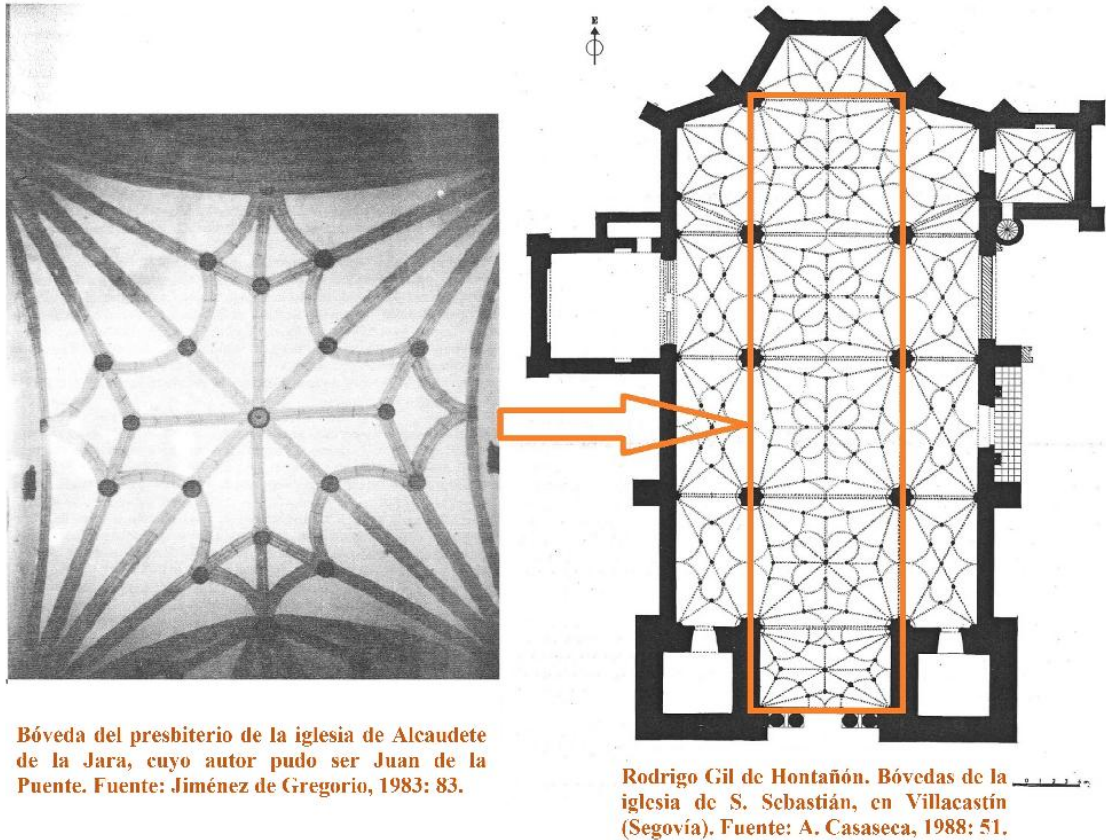 E
Bóveda del presbiterio de la iglesia de Alcaudete
de la Jara, cuyo autor pudo ser Juan de la
Puente. Fuente: Jiménez de Gregorio, 1983: 83.
Rodrigo Gil de Hontañón. Bóvedas de la
iglesia de S. Sebastián, en Villacastín
(Segovía). Fuente: A. Casaseca, 1988: 51.